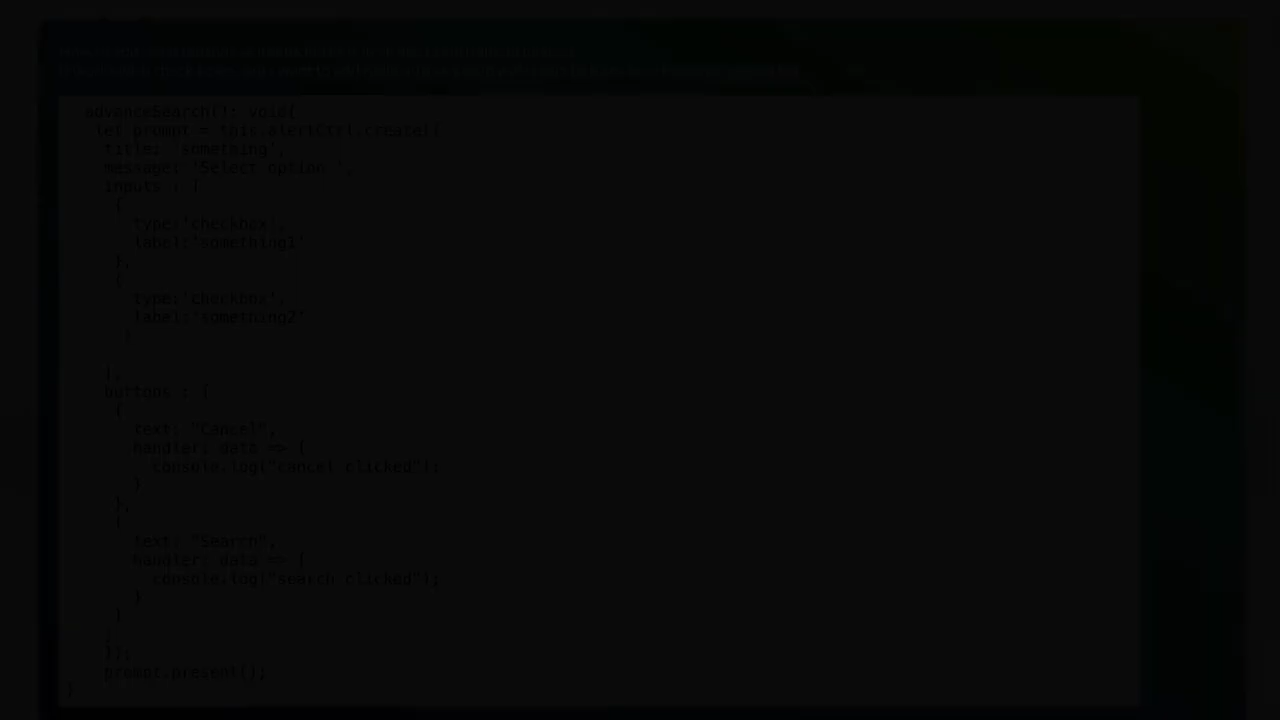 advanceSearch(): void{
let prompt = this.alertCtrl.create({
title: 'something',
message: 'Select option ',
inputs : [
{
type:'checkbox',
label:'something1'
},
{
type:'checkbox',
label:'something2'
}
],
buttons : [
{
text: "Cancel",
handler: data => {
console.log("cancel clicked");
}
},
{
text: "Search",
handler: data => {
console.log("search clicked");
}
}
]
});
prompt.present();
}